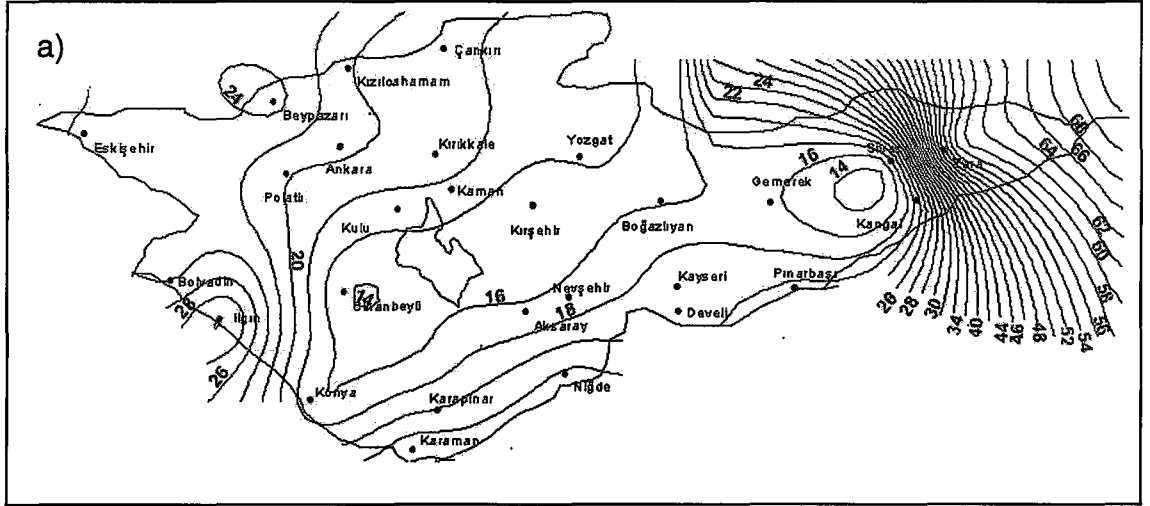 a)
Çankırı
Kızılcahamam
24
22
24
Beypazarı
68
Eskişehir
Ankara
Kırıkkale
Yozgat
16
Sivas
Zara
64
66
14
Polatlı
Kaman
Gemerek
Kulu
Kırşehir
Boğazlıyan
Kangal
62
20
60
Bolvadin
Kayseri
Pınarbaşı
28
14
16
Nevşehir
58
Ilgın
18
Develi
26
28
30
34
40
44
46
48
52
54
56
Aksaray
26
Konya
Niğde
Karapınar
Karaman